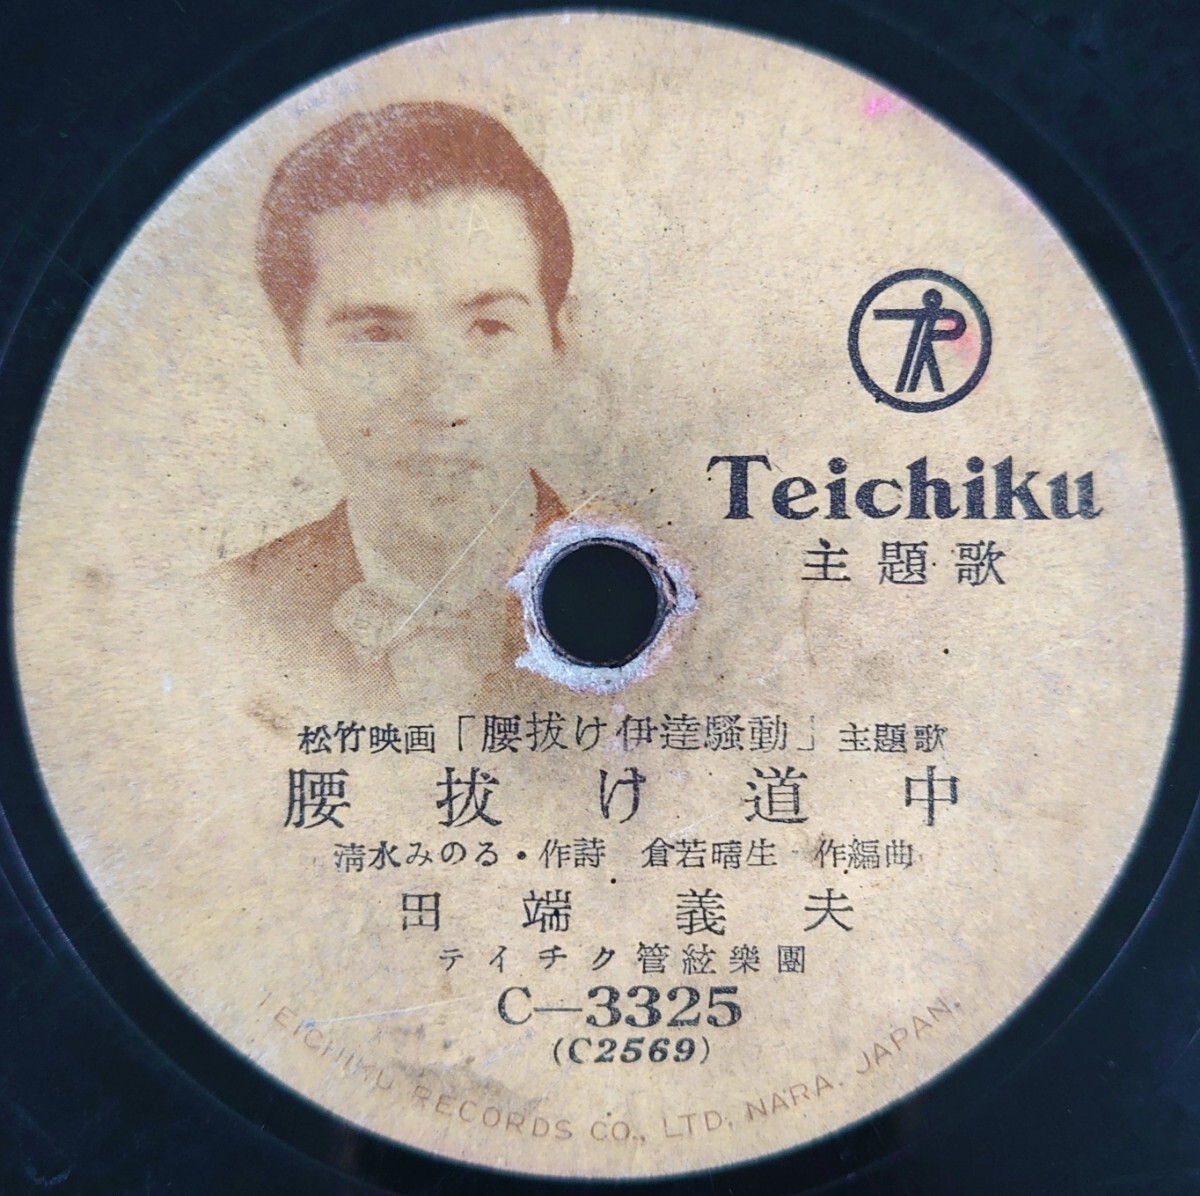 Teichiku
主題歌
松竹映画「腰抜け伊達騒動」主題歌
腰抜け道中
清水みのる・作詩 倉若晴生 作編曲
田端義夫
テイチク管絃樂團
C—3325
(C2569)
TEICHIKU RECORDS CO., LTD, NARA. JAPAN.